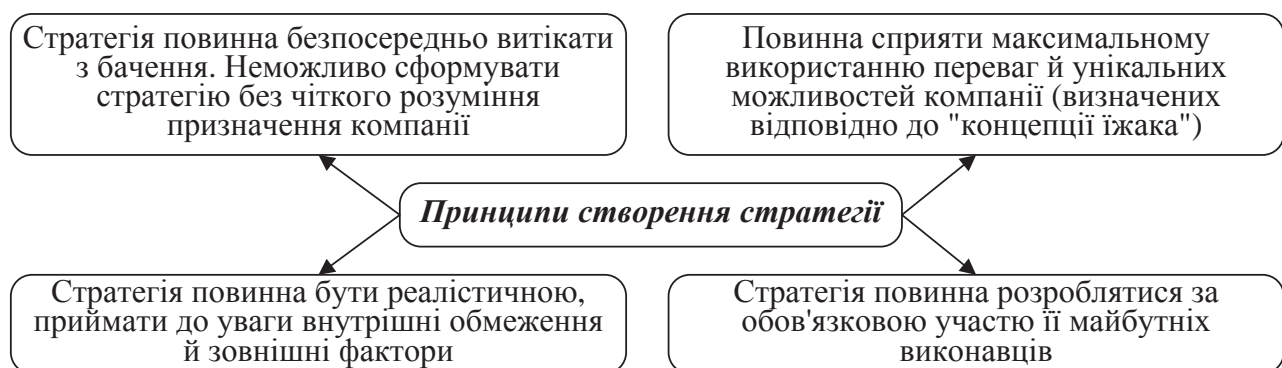 Стратегія повинна безпосередньо витікати
з бачення. Неможливо сформувати
стратегію без чіткого розуміння
призначення компанії
Повинна сприяти максимальному
використанню переваг й унікальних
можливостей компанії (визначених
відповідно до "концепції їжака")
Принципи створення стратегії
Стратегія повинна бути реалістичною,
приймати до уваги внутрішні обмеження
й зовнішні фактори
Стратегія повинна розроблятися за
обов'язковою участю її майбутніх
виконавців